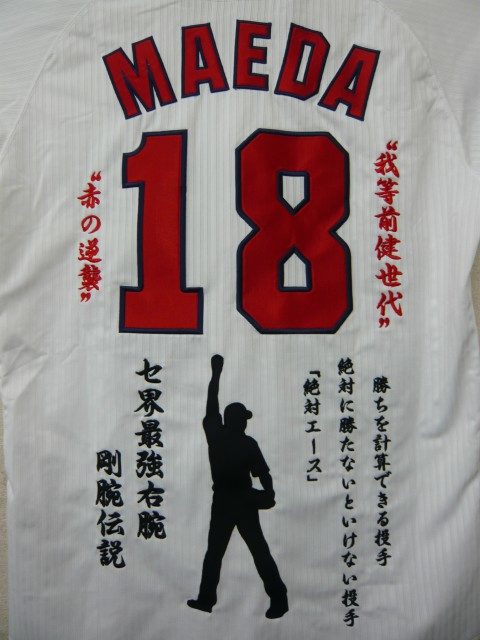 MAEDA
18
“我等前健世代”
“赤の逆襲”
勝ちを計算できる投手
絶対に勝たないといけない投手
「絶対エース」
セ界最強右腕
剛腕伝説